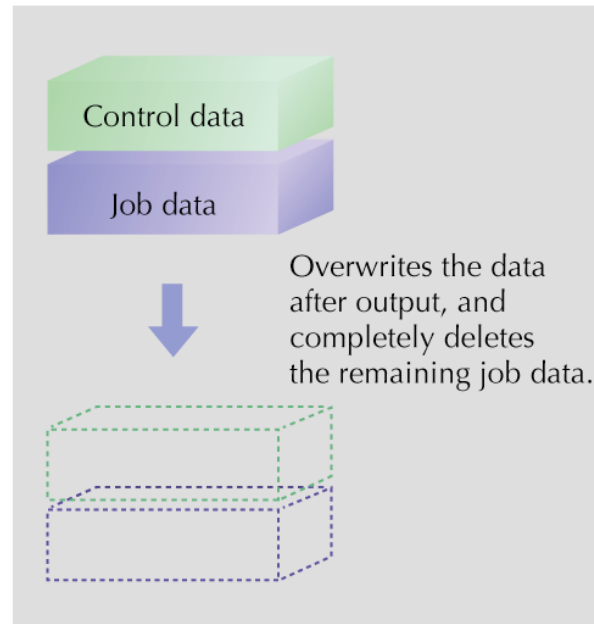 Control data
Job data
Overwrites the data
after output, and
completely deletes
the remaining job data.